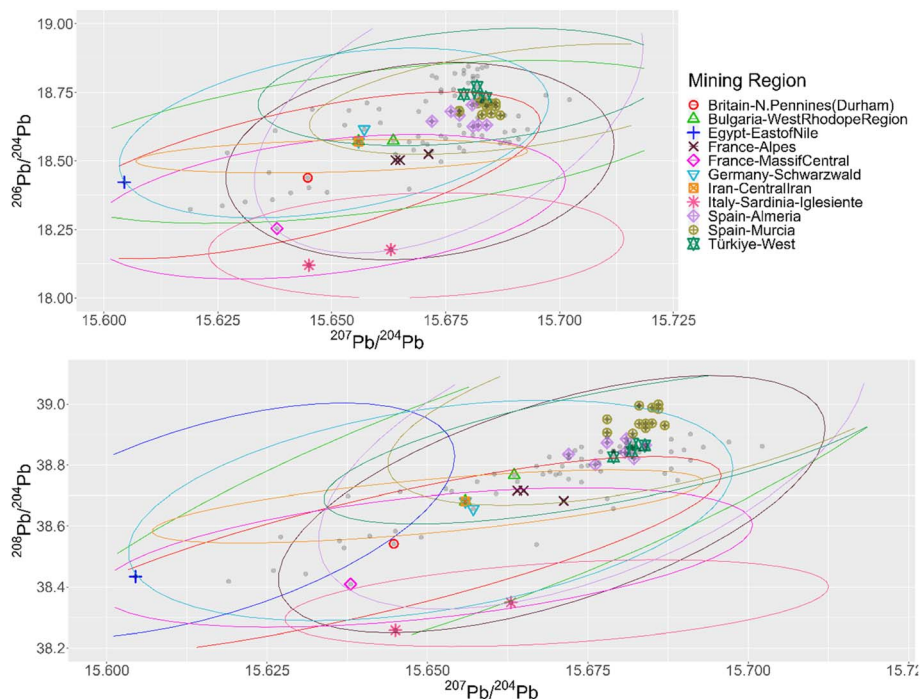 19.00
18.75
18.50
18.25
18.00
²⁰⁶Pb/²⁰⁴Pb
15.600 15.625 15.650 15.675 15.700 15.725
²⁰⁷Pb/²⁰⁴Pb
Mining Region
Britain-N.Pennines(Durham)
Bulgaria-WestRhodopeRegion
Egypt-EastofNile
France-Alpes
France-MassifCentral
Germany-Schwarzwald
Iran-CentralIran
Italy-Sardinia-Iglesiente
Spain-Almeria
Spain-Murcia
Türkiye-West
39.0
38.8
38.6
38.4
38.2
²⁰⁸Pb/²⁰⁴Pb
15.600 15.625 15.650 15.675 15.700 15.72
²⁰⁷Pb/²⁰⁴Pb